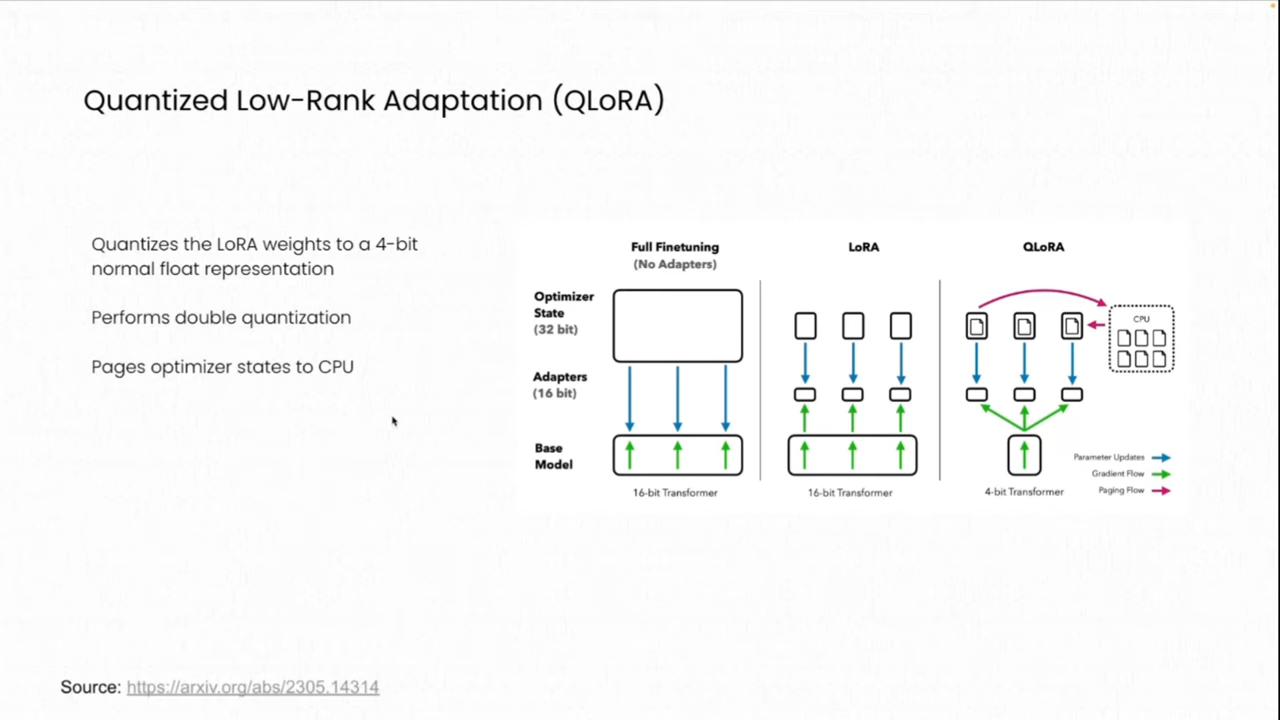 Quantized Low-Rank Adaptation (QLoRA)
Quantizes the LoRA weights to a 4-bit
normal float representation
Performs double quantization
Pages optimizer states to CPU
Full Finetuning
(No Adapters)
LoRA
QLoRA
Optimizer
State
(32 bit)
CPU
Adapters
(16 bit)
Base
Model
Parameter Updates
Gradient Flow
Paging Flow
16-bit Transformer
16-bit Transformer
4-bit Transformer
Source: https://arxiv.org/abs/2305.14314